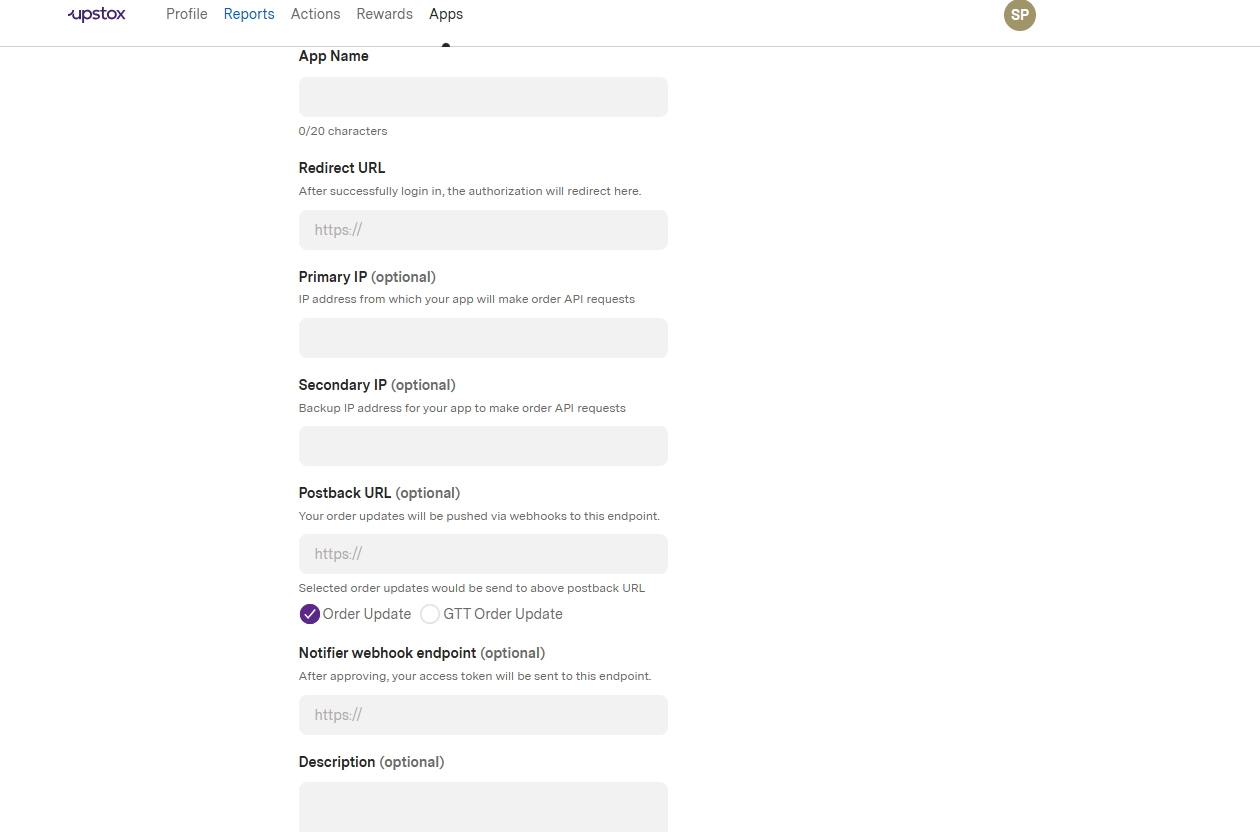 upstox Profile Reports Actions Rewards Apps SP
App Name
0/20 characters
Redirect URL
After successfully login in, the authorization will redirect here.
https://
Primary IP (optional)
IP address from which your app will make order API requests
Secondary IP (optional)
Backup IP address for your app to make order API requests
Postback URL (optional)
Your order updates will be pushed via webhooks to this endpoint.
https://
Selected order updates would be send to above postback URL
Order Update GTT Order Update
Notifier webhook endpoint (optional)
After approving, your access token will be sent to this endpoint.
https://
Description (optional)